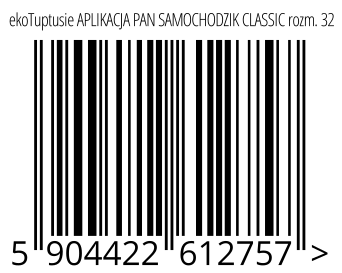 ekoTuptusie APLIKACJA PAN SAMOCHODZIK CLASSIC rozm. 32
5 904422 612757 >